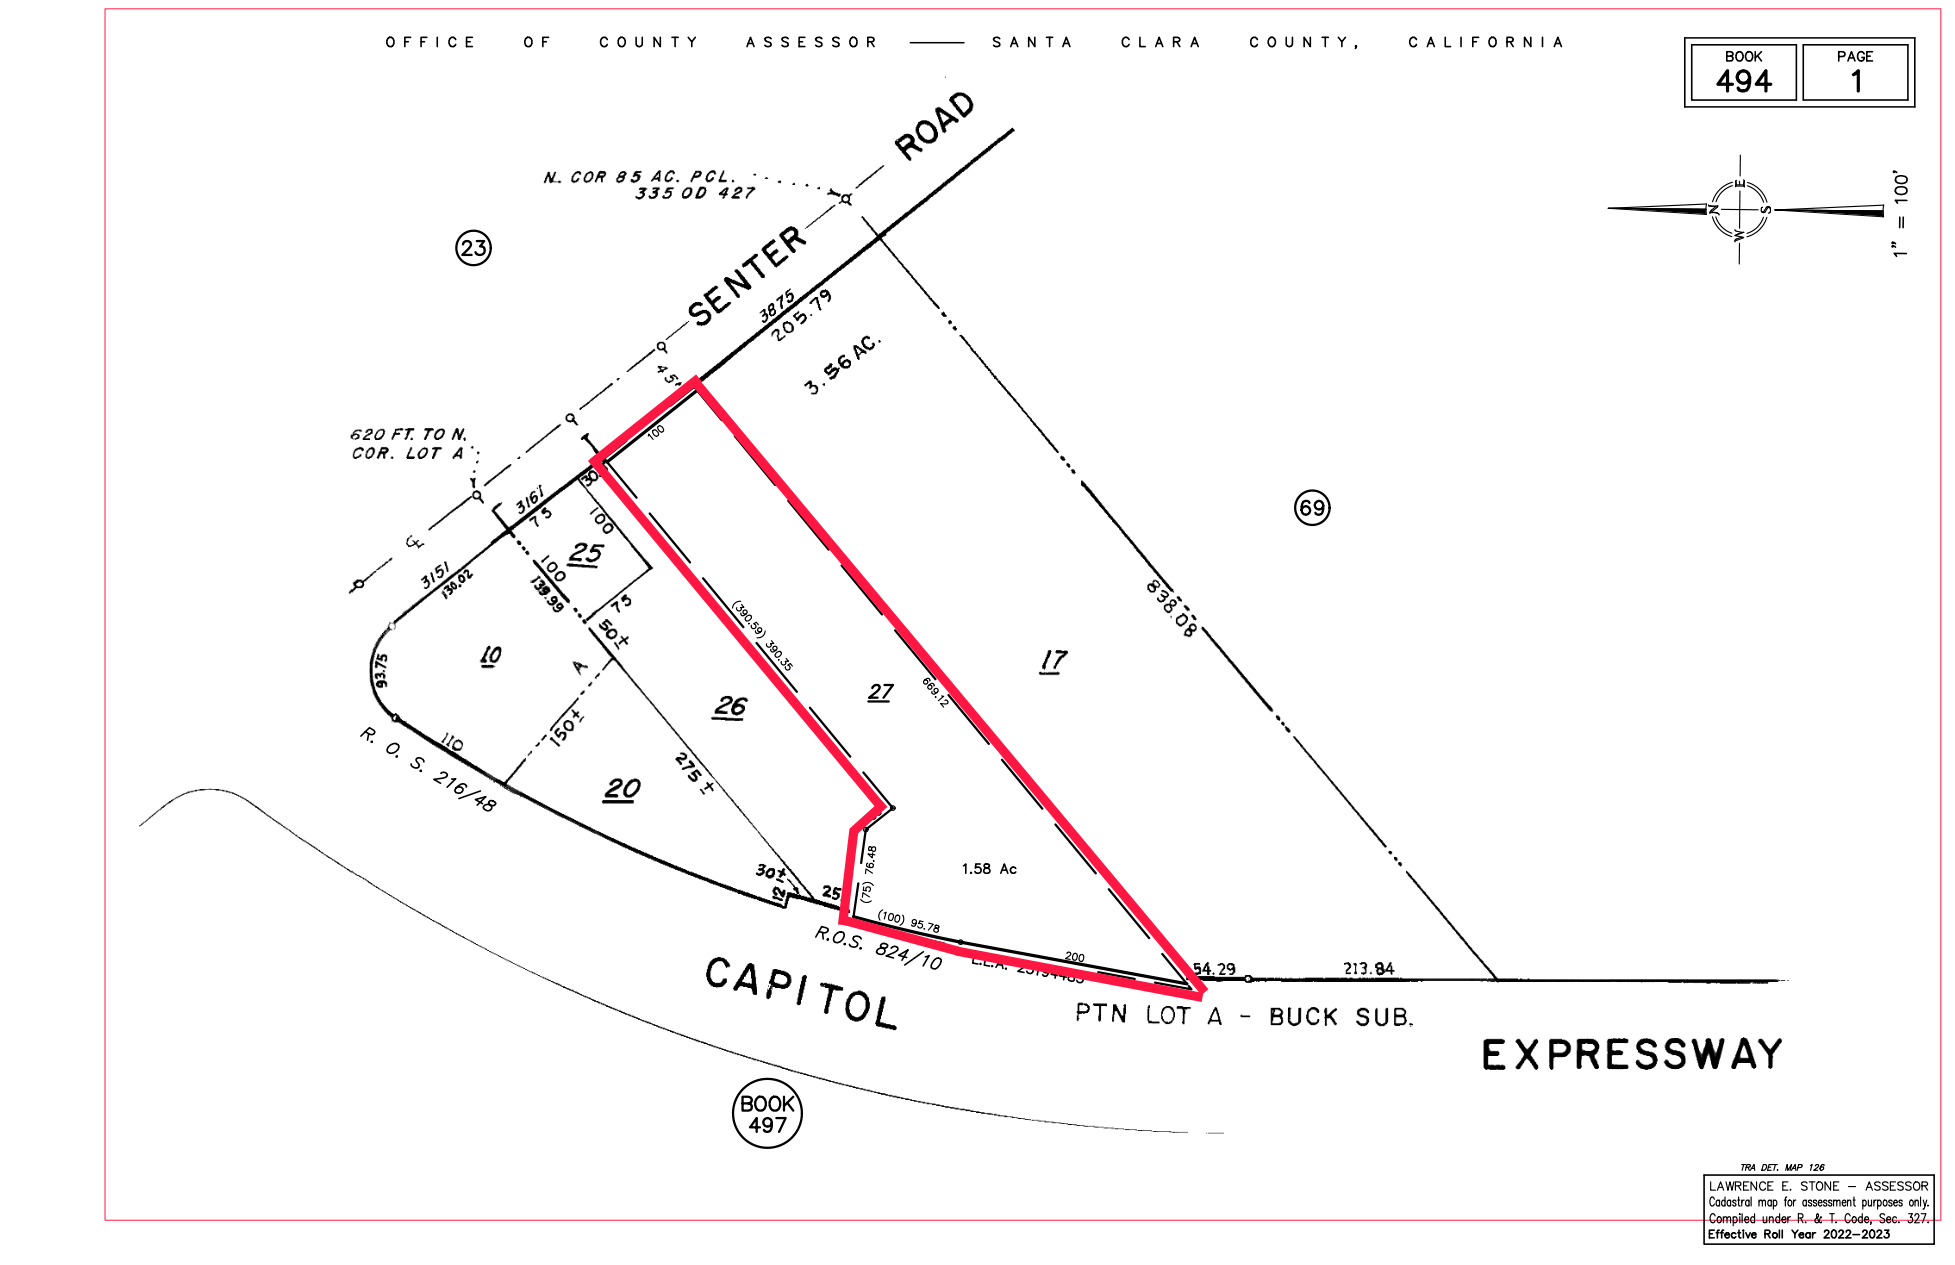 OFFICE OF COUNTY ASSESSOR — SANTA CLARA COUNTY, CALIFORNIA
BOOK
494
PAGE
1
N
E
S
W
1" = 100'
ROAD
N. COR 85 AC. PCL.
335 OD 427
23
SENTER
3875
205.79
3.56 AC.
45'
100
620 FT. TO N.
COR. LOT A
30
3161
75
100
25
3151
130.02
100
139.99
75
50±
69
838.08
(390.59) 390.35
10
A
93.75
17
27
669.12
26
110
150±
R. O. S. 216/48
275±
20
1.58 Ac
30±
12
25
(75) 76.48
(100) 95.78
R.O.S. 824/10
200
54.29
213.84
CAPITOL
PTN LOT A - BUCK SUB.
EXPRESSWAY
BOOK
497
TRA DET. MAP 126
LAWRENCE E. STONE - ASSESSOR
Cadastral map for assessment purposes only.
Compiled under R. & T. Code, Sec. 327.
Effective Roll Year 2022-2023